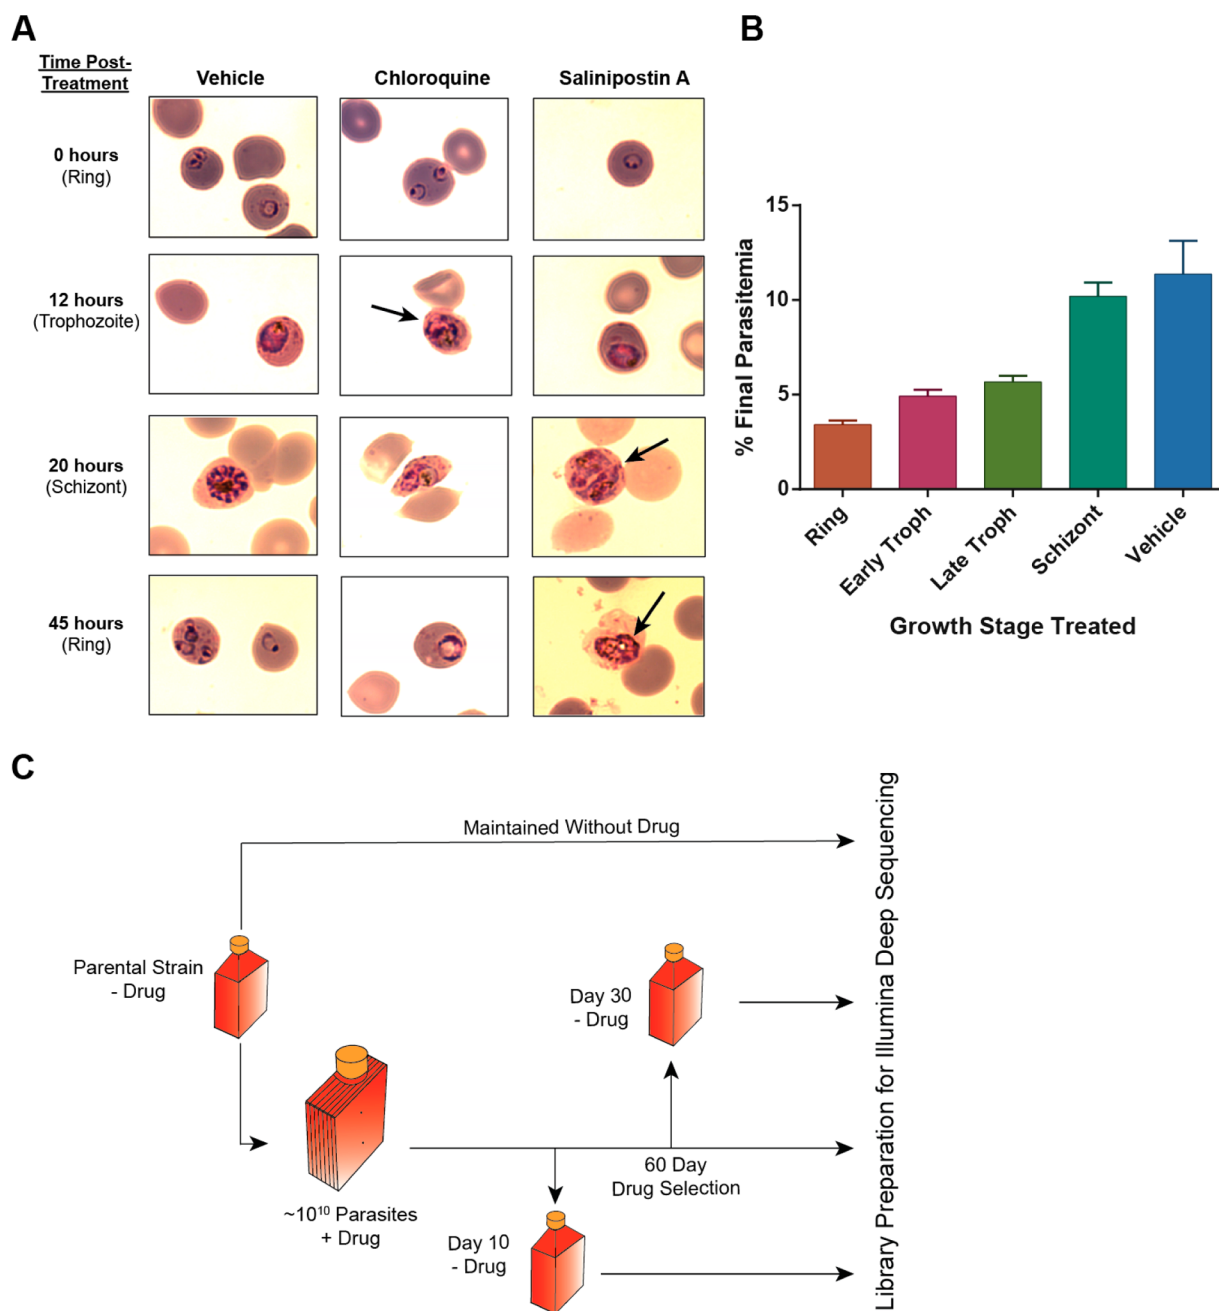 A
Time Post-
Treatment
Vehicle
Chloroquine
Salinipostin A
0 hours
(Ring)
12 hours
(Trophozoite)
20 hours
(Schizont)
45 hours
(Ring)
B
% Final Parasitemia
15
10
5
0
Ring
Early Troph
Late Troph
Schizont
Vehicle
Growth Stage Treated
C
Maintained Without Drug
Parental Strain
- Drug
~10¹⁰ Parasites
+ Drug
Day 30
- Drug
60 Day
Drug Selection
Day 10
- Drug
Library Preparation for Illumina Deep Sequencing